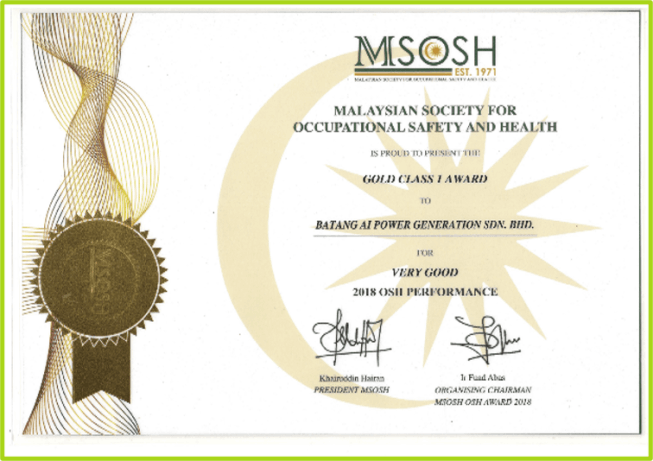 MSOSH
EST. 1971
MALAYSIAN SOCIETY FOR OCCUPATIONAL SAFETY AND HEALTH
MALAYSIAN SOCIETY FOR
OCCUPATIONAL SAFETY AND HEALTH
IS PROUD TO PRESENT THE
GOLD CLASS 1 AWARD
TO
BATANG AI POWER GENERATION SDN. BHD.
FOR
VERY GOOD
2018 OSH PERFORMANCE
Khairuddin Hairan
PRESIDENT MSOSH
Ir Fuad Abas
ORGANISING CHAIRMAN
MSOSH OSH AWARD 2018
MSOSH